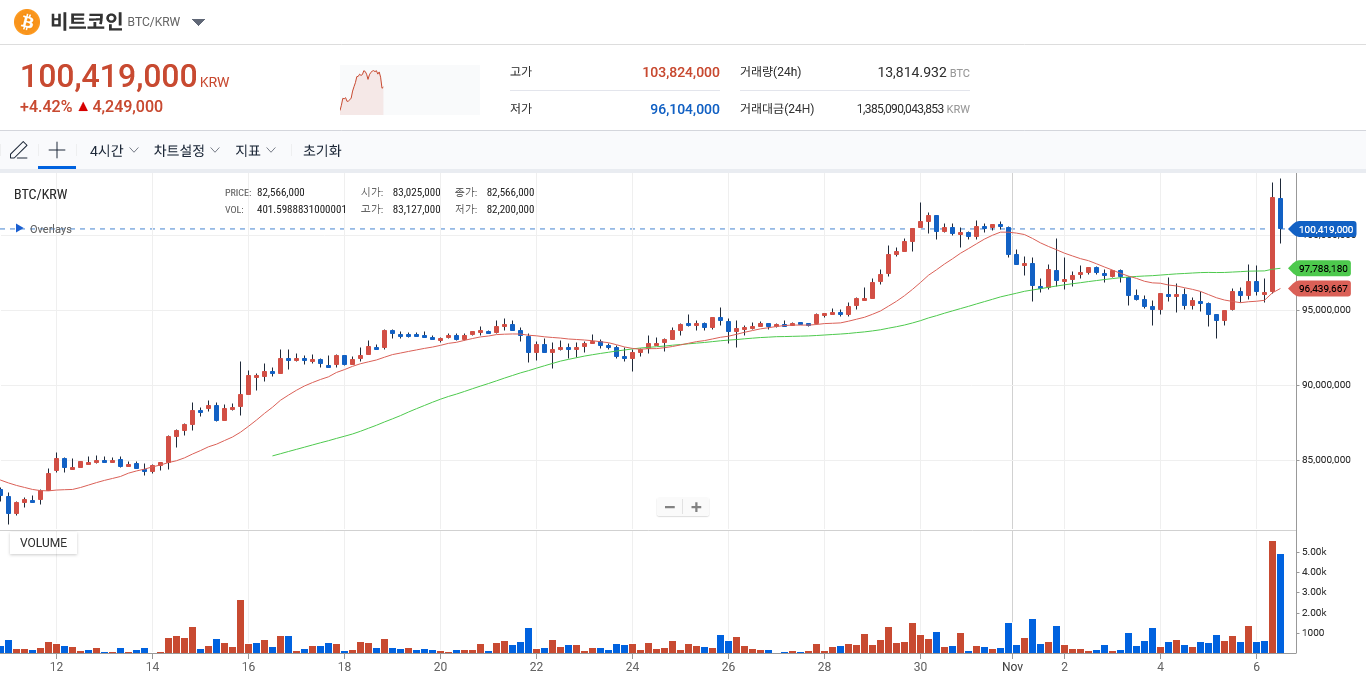 비트코인 BTC/KRW
100,419,000 KRW
+4.42% ▲ 4,249,000
고가 103,824,000 거래량(24h) 13,814.932 BTC
저가 96,104,000 거래대금(24H) 1,385,090,043,853 KRW
4시간 차트설정 지표 초기화
BTC/KRW
PRICE: 82,566,000 시가: 83,025,000 종가: 82,566,000
VOL: 401.5988831000001 고가: 83,127,000 저가: 82,200,000
Overlays
100,419,000
97,788,180
96,439,667
95,000,000
90,000,000
85,000,000
− +
VOLUME
5.00k
4.00k
3.00k
2.00k
1000
12 14 16 18 20 22 24 26 28 30 Nov 2 4 6